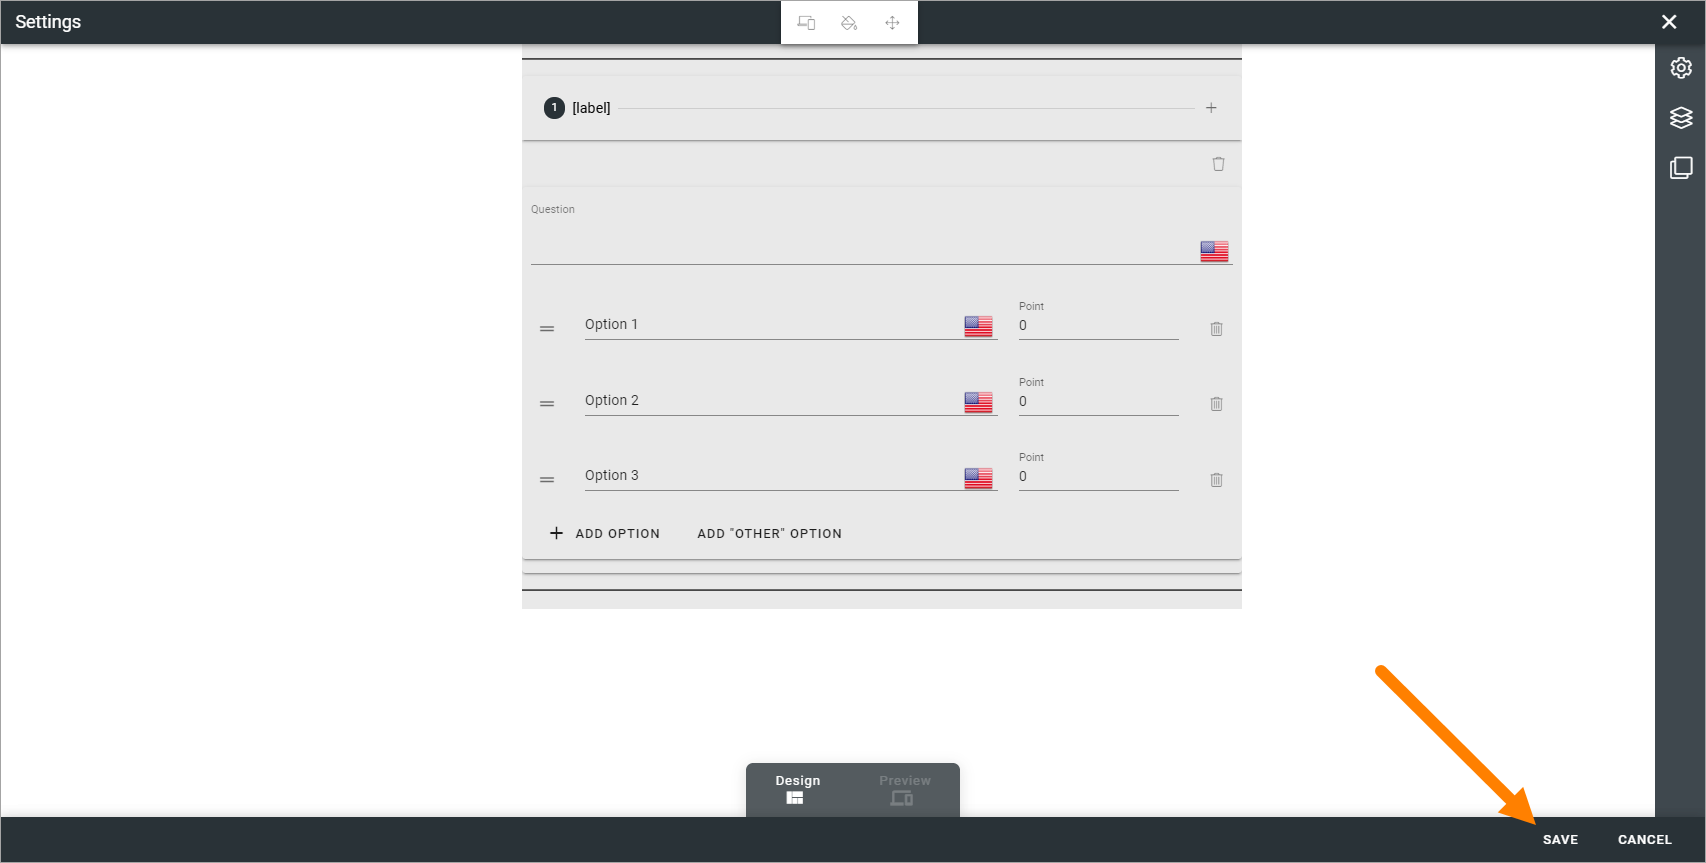 Settings
1 [label]
Question
Point
Option 1 0
Point
Option 2 0
Point
Option 3 0
ADD OPTION ADD "OTHER" OPTION
Design Preview
SAVE CANCEL